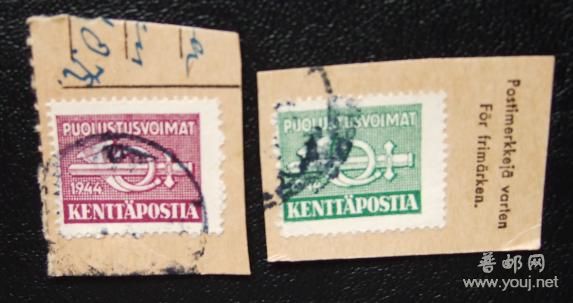 PUOLUSTUSVOIMAT
1944
KENTTÄPOSTIA
PUOLUSTUSVOIMAT
KENTTÄPOSTIA
Postimerkkejä varten
För frimärken.
普邮网
www.youj.net